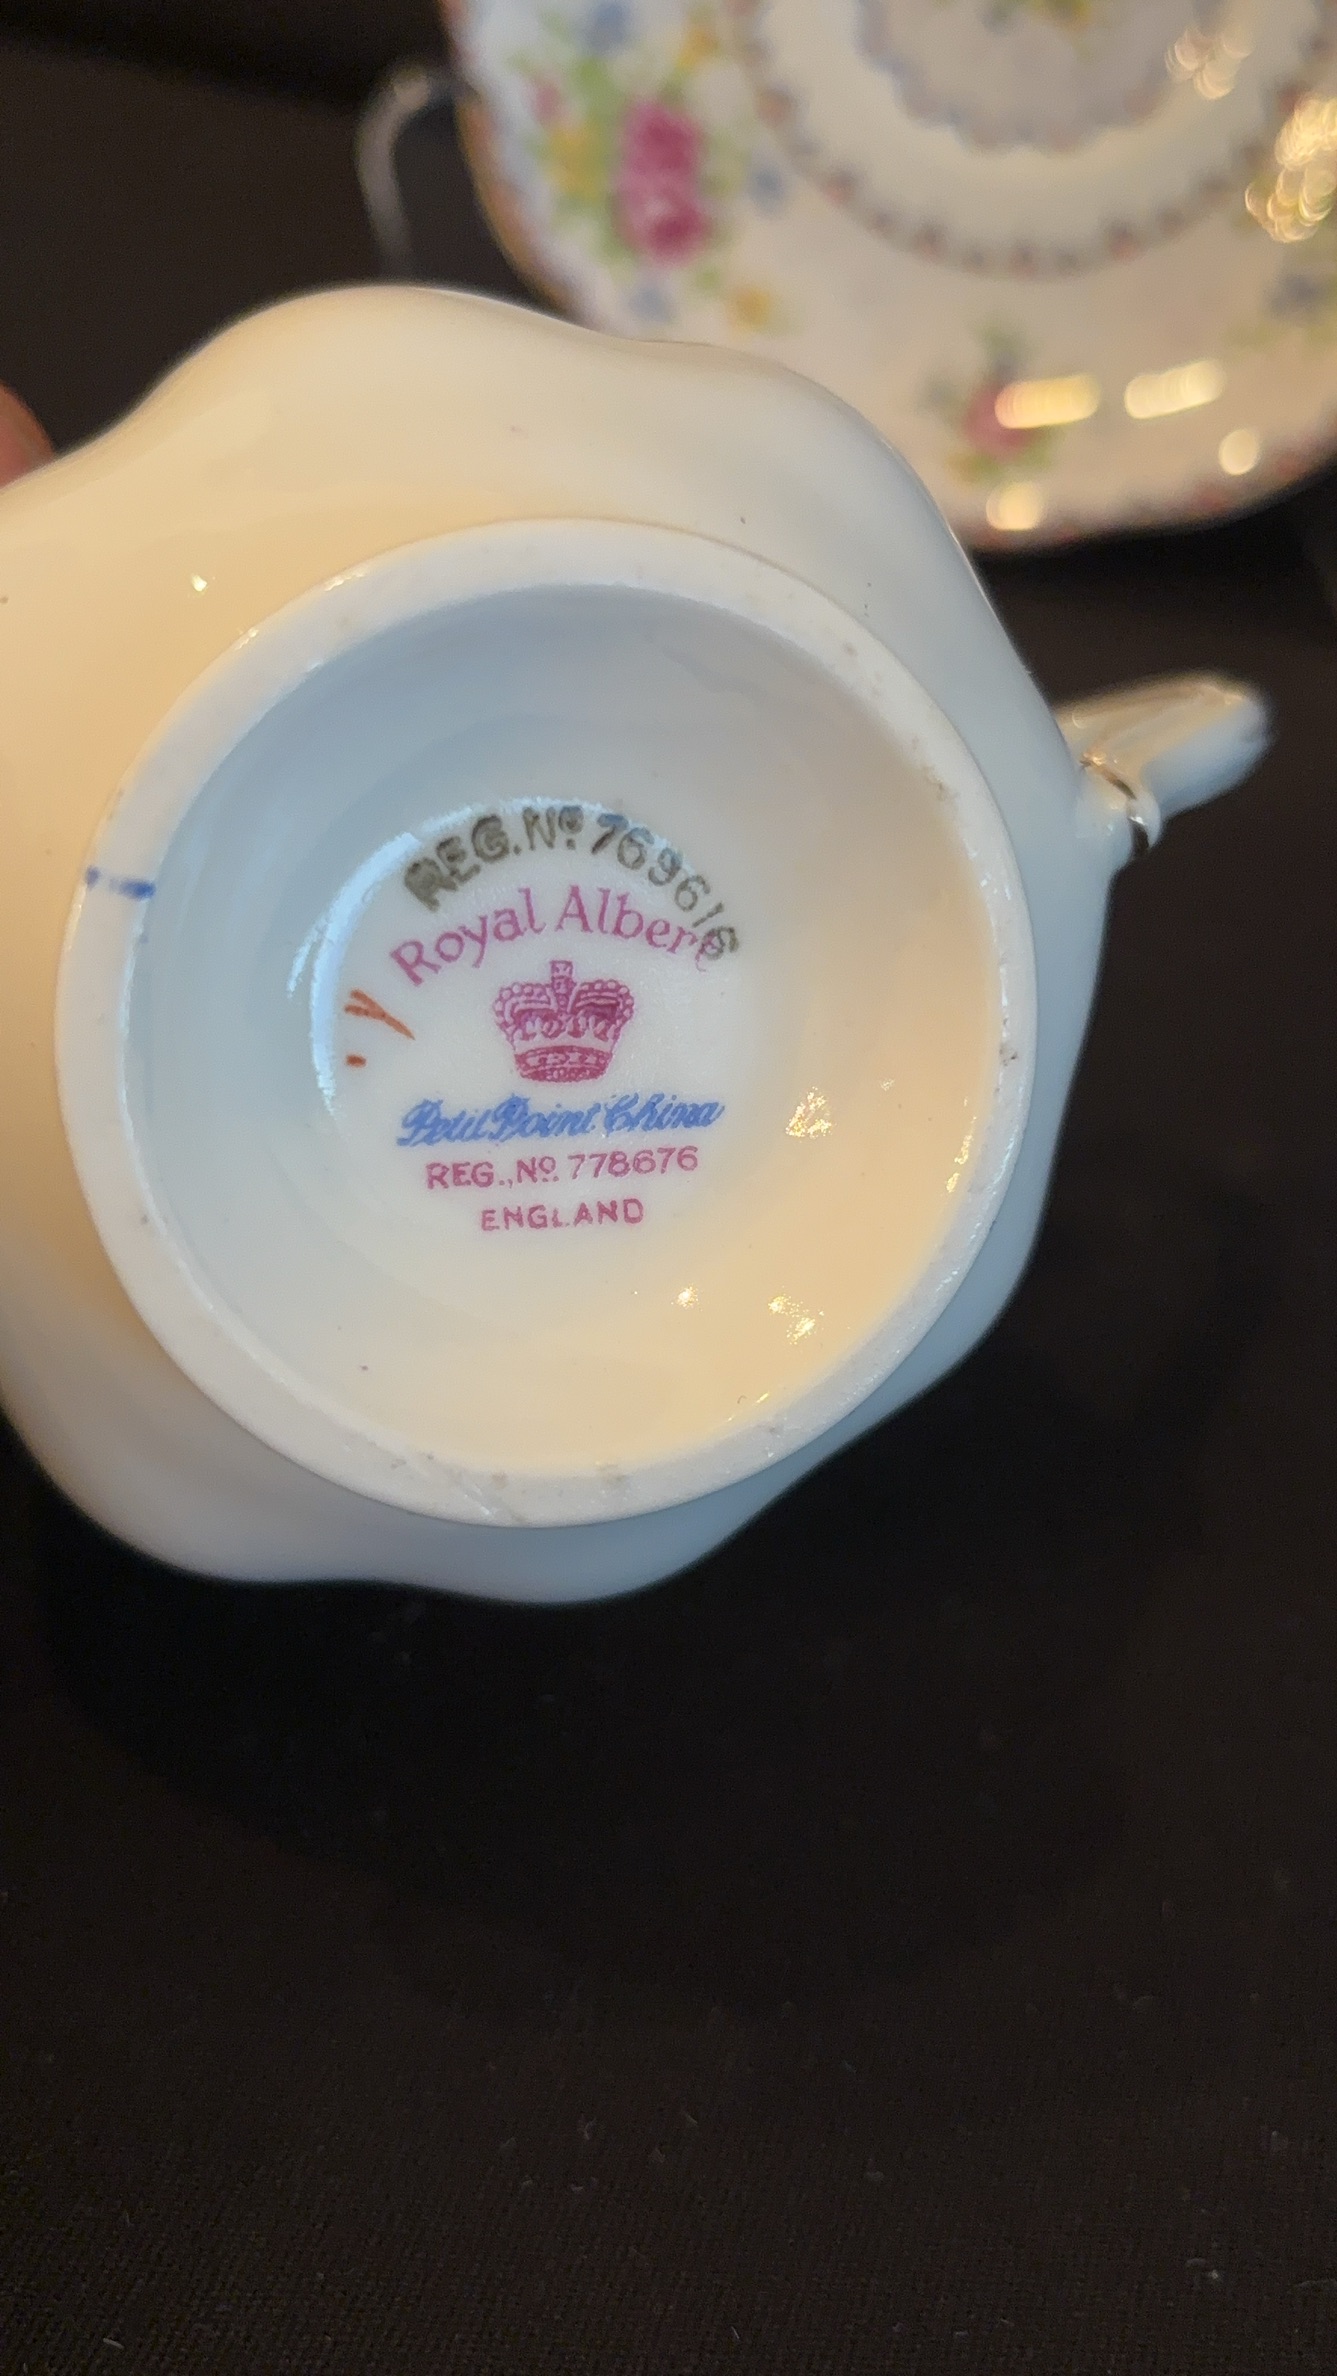 REG. Nº 769616
Royal Albert
Petit Point China
REG., Nº. 778676
ENGLAND